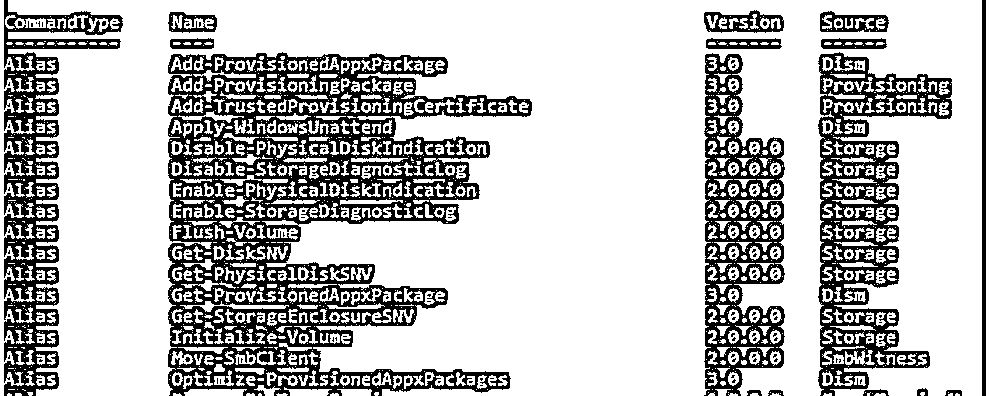 CommandType     Name                                               Version    Source
-----------     ----                                               -------    ------
Alias           Add-ProvisionedAppxPackage                         3.0        Dism
Alias           Add-ProvisioningPackage                            3.0        Provisioning
Alias           Add-TrustedProvisioningCertificate                 3.0        Provisioning
Alias           Apply-WindowsUnattend                              3.0        Dism
Alias           Disable-PhysicalDiskIndication                     2.0.0.0    Storage
Alias           Disable-StorageDiagnosticLog                       2.0.0.0    Storage
Alias           Enable-PhysicalDiskIndication                      2.0.0.0    Storage
Alias           Enable-StorageDiagnosticLog                        2.0.0.0    Storage
Alias           Flush-Volume                                       2.0.0.0    Storage
Alias           Get-DiskSNV                                        2.0.0.0    Storage
Alias           Get-PhysicalDiskSNV                                2.0.0.0    Storage
Alias           Get-ProvisionedAppxPackage                         3.0        Dism
Alias           Get-StorageEnclosureSNV                            2.0.0.0    Storage
Alias           Initialize-Volume                                  2.0.0.0    Storage
Alias           Move-SmbClient                                     2.0.0.0    SmbWitness
Alias           Optimize-ProvisionedAppxPackages                   3.0        Dism